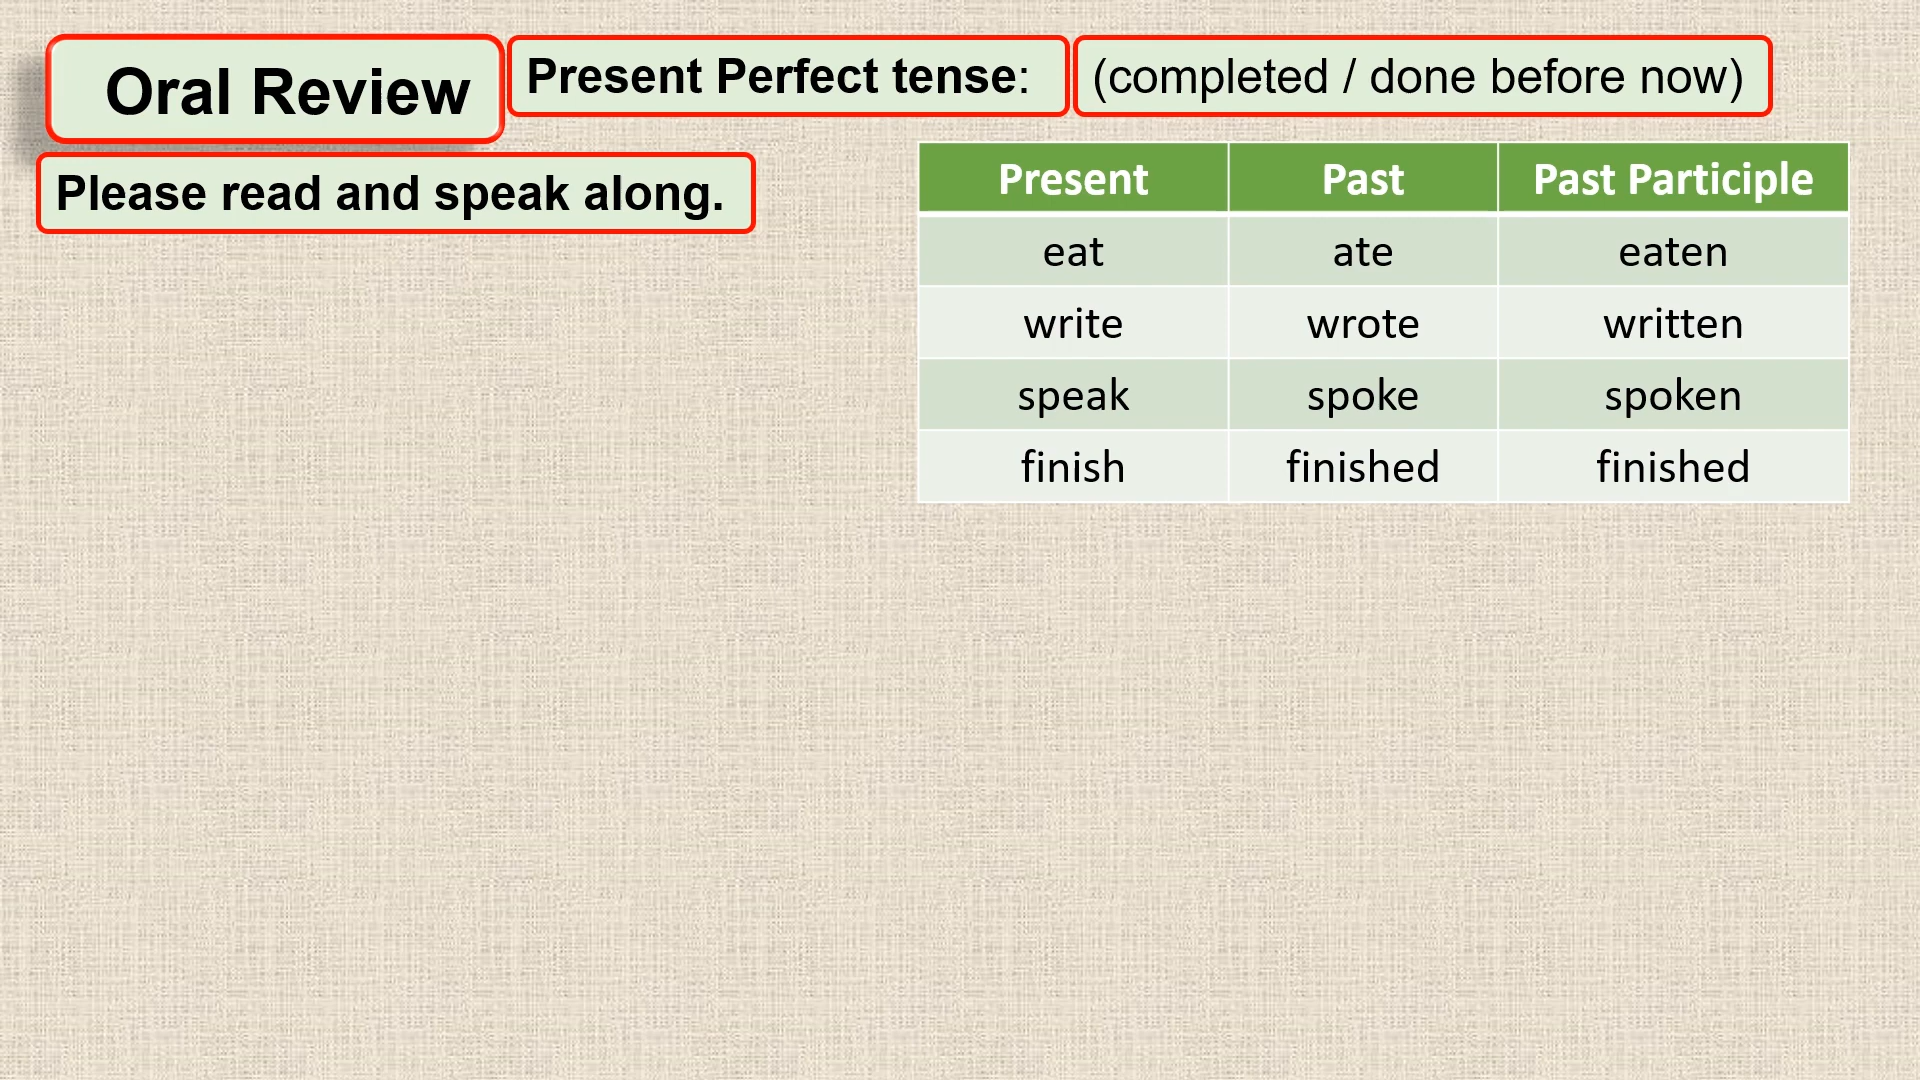 Oral Review
Present Perfect tense:
(completed / done before now)
Please read and speak along.
Present Past Past Participle
eat ate eaten
write wrote written
speak spoke spoken
finish finished finished